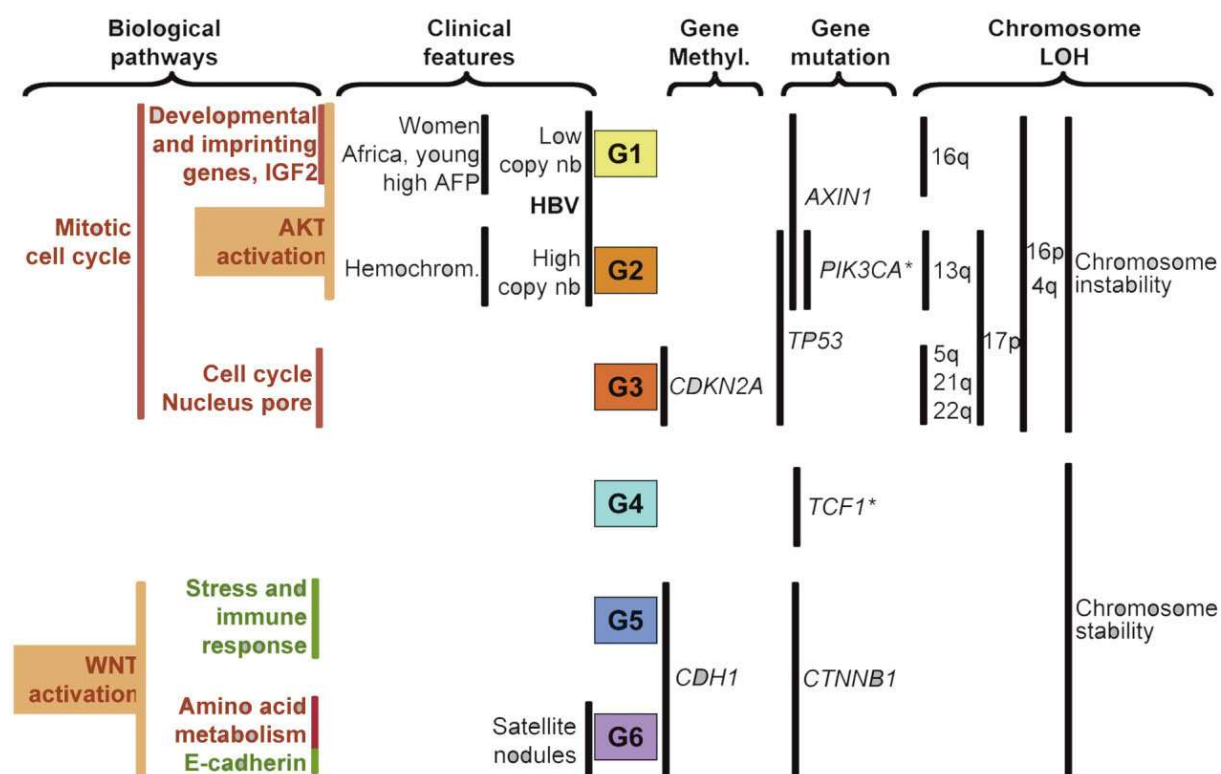 Biological
pathways
Clinical
features
Gene
Methyl.
Gene
mutation
Chromosome
LOH
Developmental
and imprinting
genes, IGF2
Mitotic
cell cycle
AKT
activation
Women
Africa, young
high AFP
Low
copy nb
HBV
Hemochrom.
High
copy nb
G1
G2
AXIN1
PIK3CA*
TP53
16q
13q
17p
16p
4q
Chromosome
instability
Cell cycle
Nucleus pore
G3
CDKN2A
5q
21q
22q
G4
TCF1*
WNT
activation
Stress and
immune
response
G5
CDH1
CTNNB1
Chromosome
stability
Amino acid
metabolism
E-cadherin
Satellite
nodules
G6